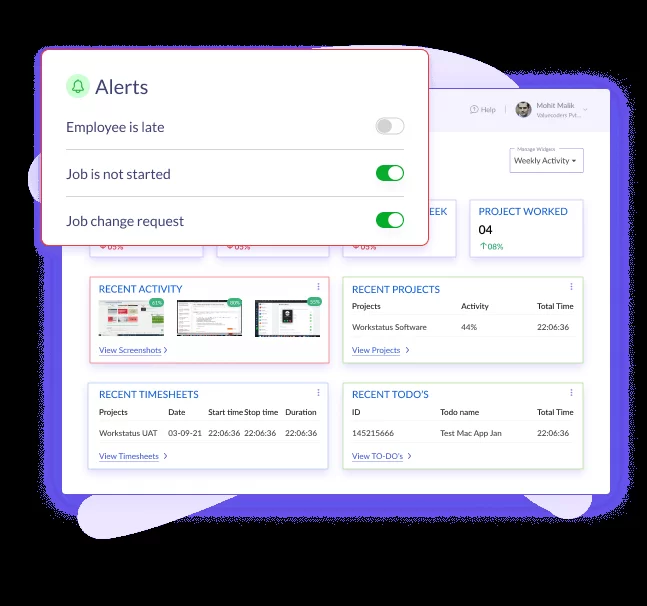 Alerts
Employee is late
Job is not started
Job change request
Help
Mohit Malik
Valuecoders Pvt...
Manage Widgets
Weekly Activity
EEK
PROJECT WORKED
04
05%
05%
05%
08%
RECENT ACTIVITY
61%
60%
55%
View Screenshots
RECENT PROJECTS
Projects Activity Total Time
Workstatus Software 44% 22:06:36
View Projects
RECENT TIMESHEETS
Projects Date Start time Stop time Duration
Workstatus UAT 03-09-21 22:06:36 22:06:36 22:06:36
View Timesheets
RECENT TODO'S
ID Todo name Total Time
145215666 Test Mac App Jan 22:06:36
View TO-DO's